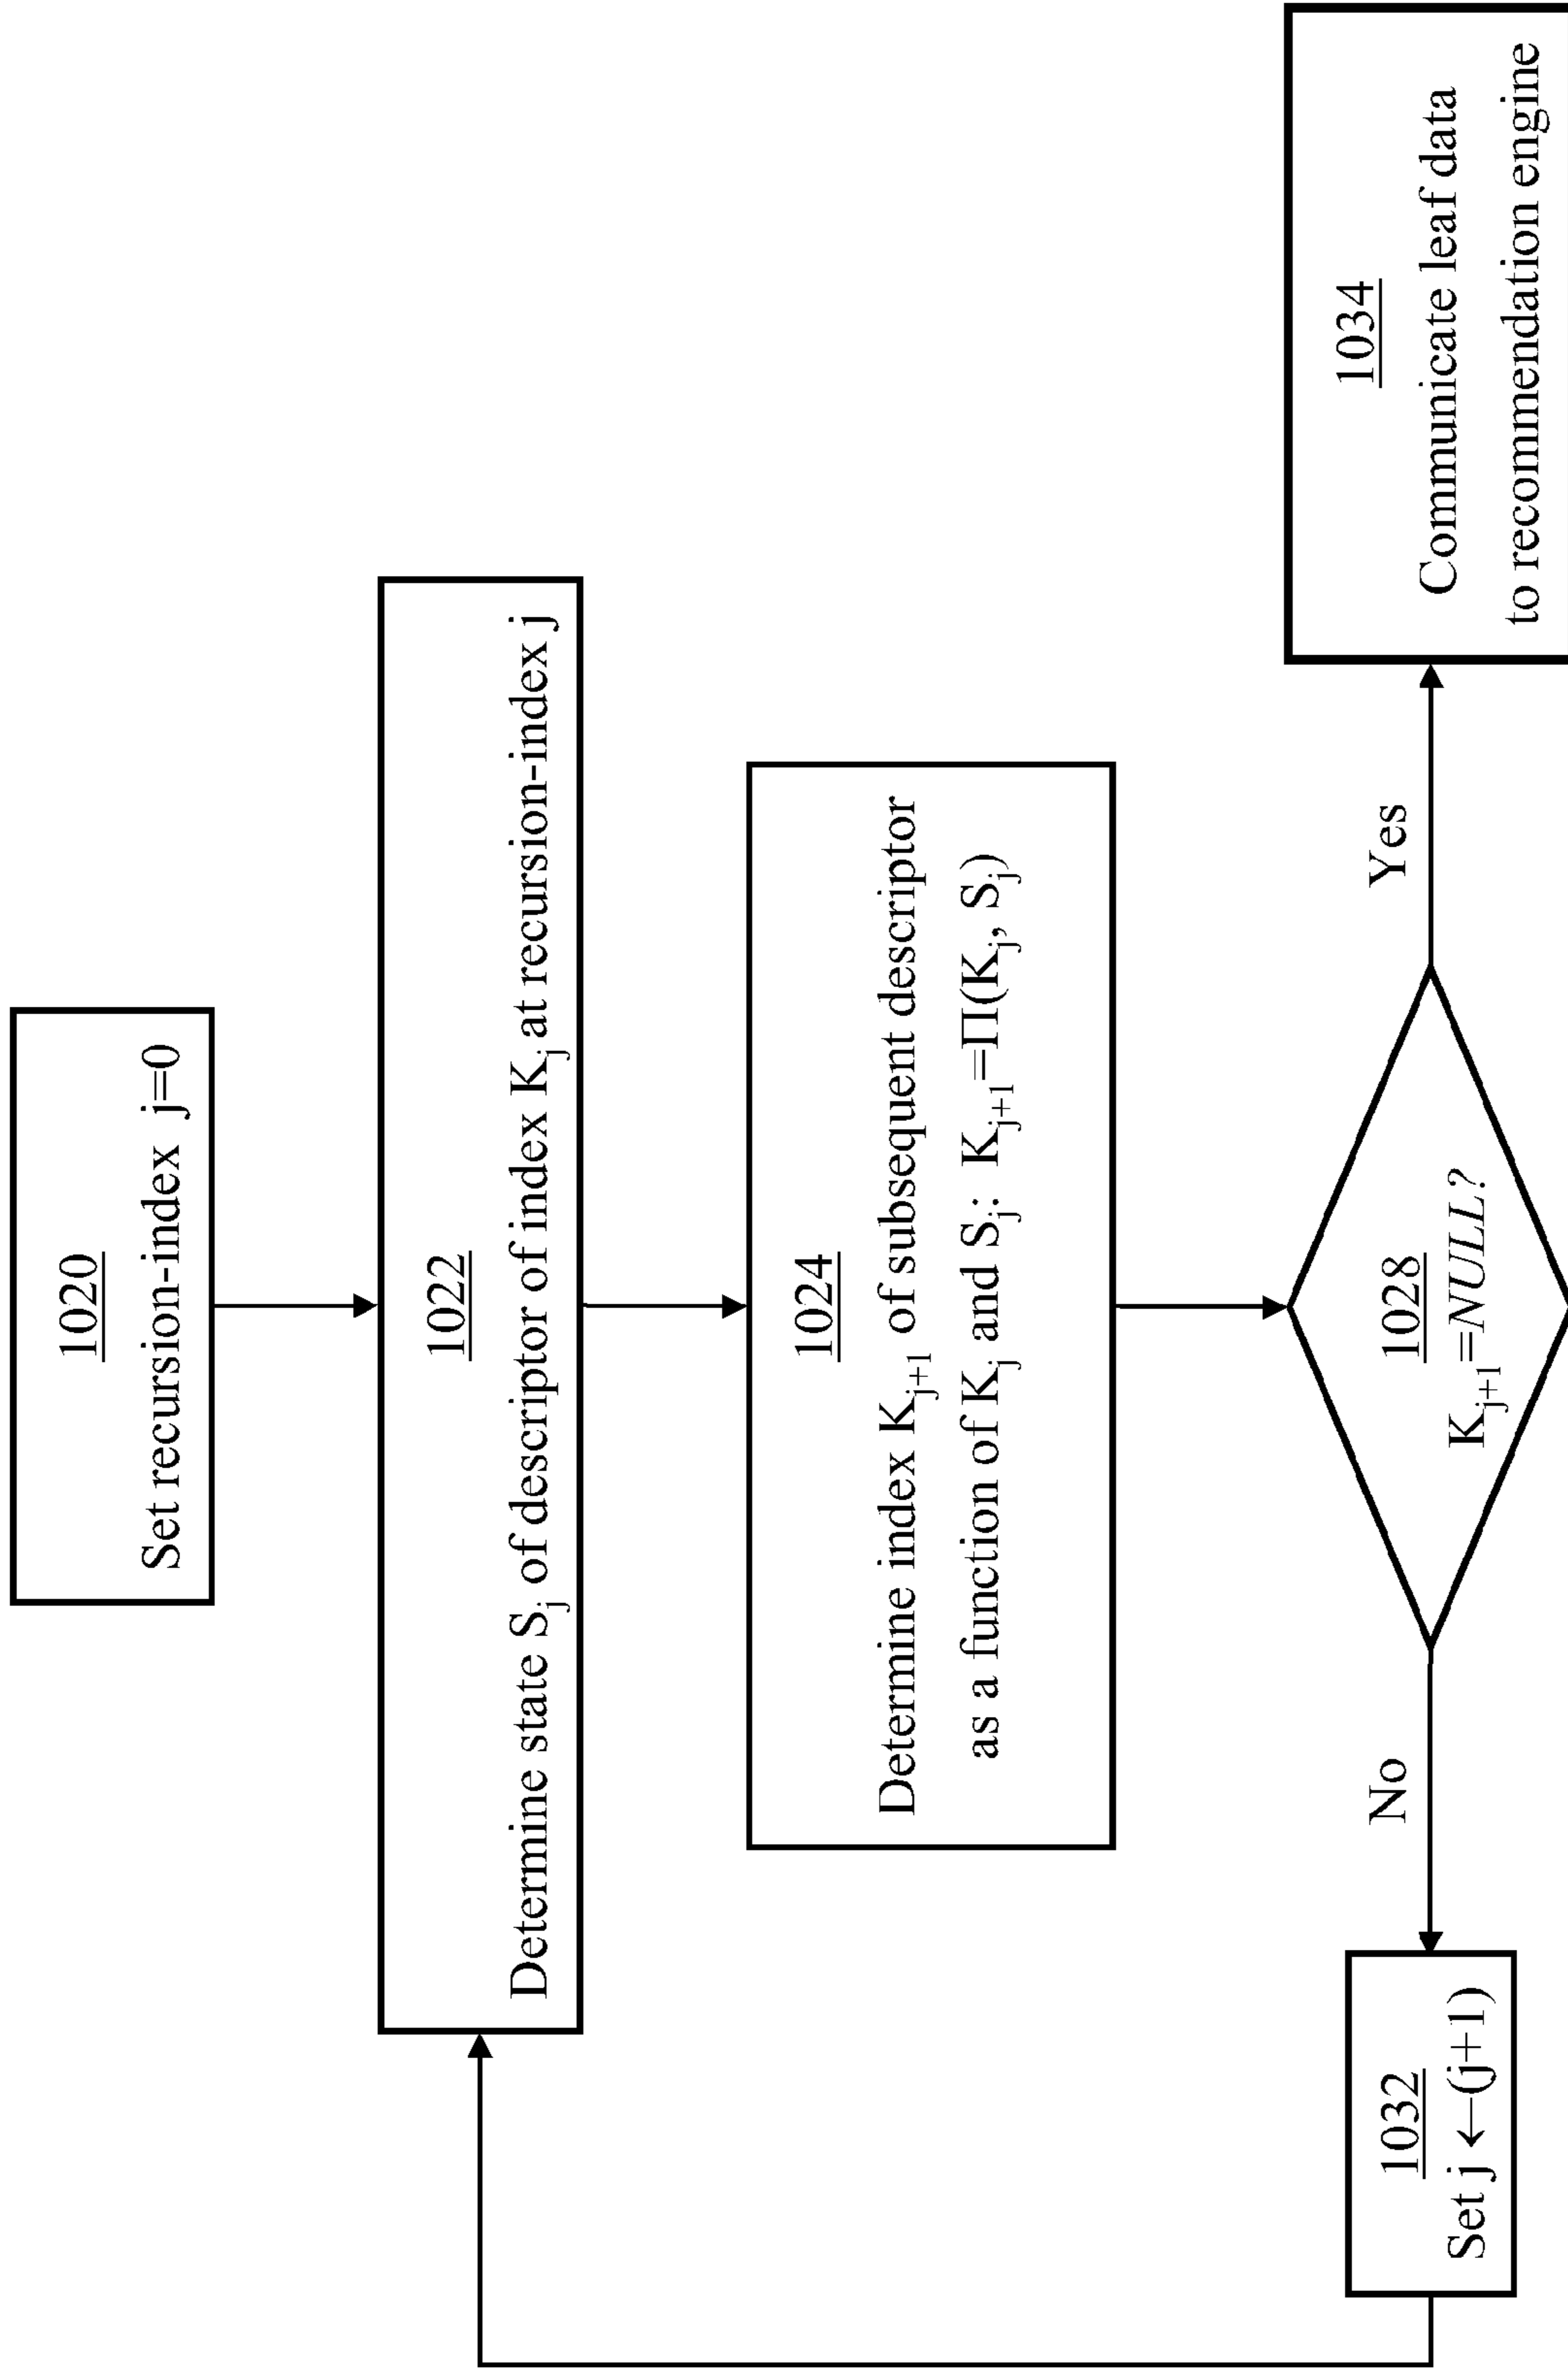 1020
Set recursion-index j=0
1022
Determine state Sj of descriptor of index Kj at recursion-index j
1024
Determine index Kj+1 of subsequent descriptor
as a function of Kj and Sj: Kj+1=Π(Kj, Sj)
1028
Kj+1=NULL?
No
Yes
1032
Set j ←(j+1)
1034
Communicate leaf data
to recommendation engine